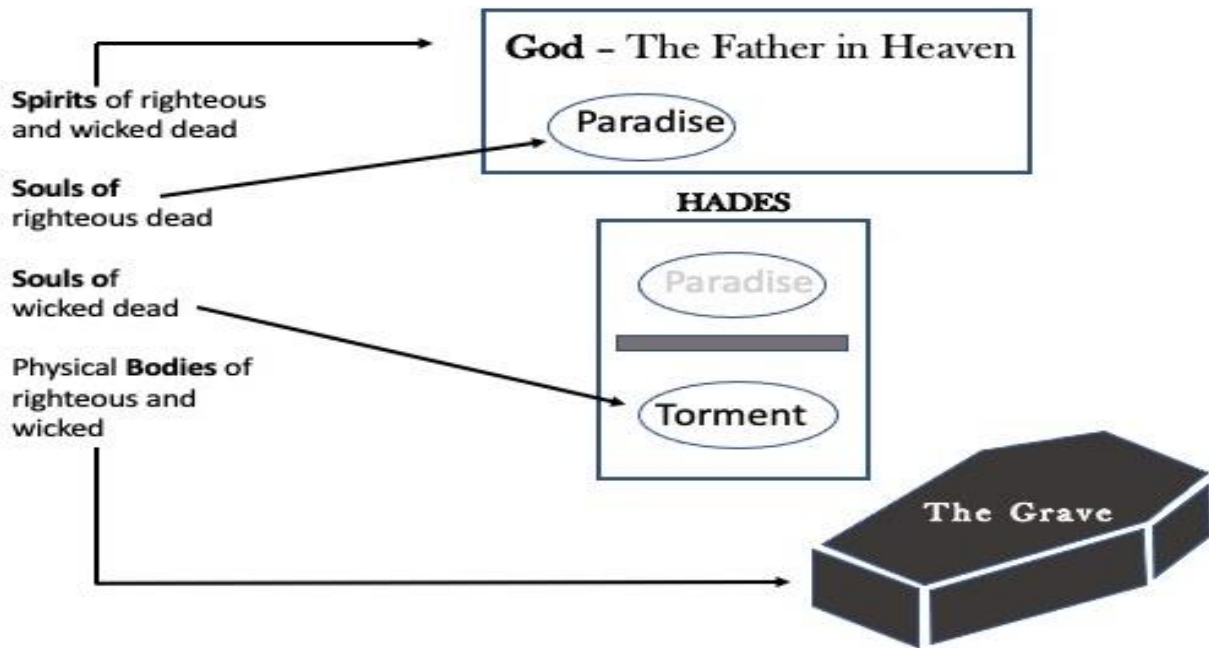 God – The Father in Heaven
Paradise
Spirits of righteous
and wicked dead
Souls of
righteous dead
HADES
Paradise
Souls of
wicked dead
Torment
Physical Bodies of
righteous and
wicked
The Grave